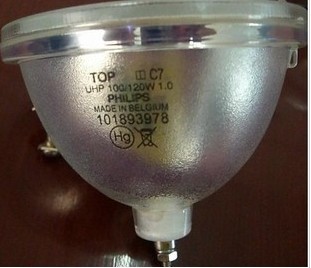 TOP C7
UHP 100/120W 1.0
PHILIPS
MADE IN BELGIUM
101893978
Hg